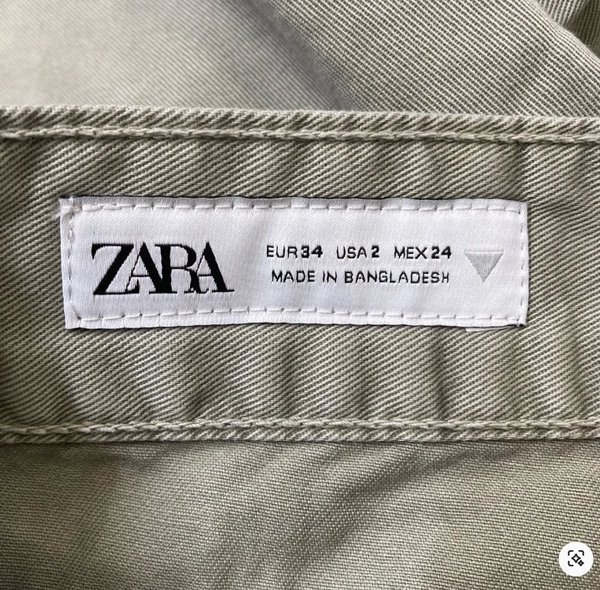 ZARA
EUR 34 USA 2 MEX 24
MADE IN BANGLADESH